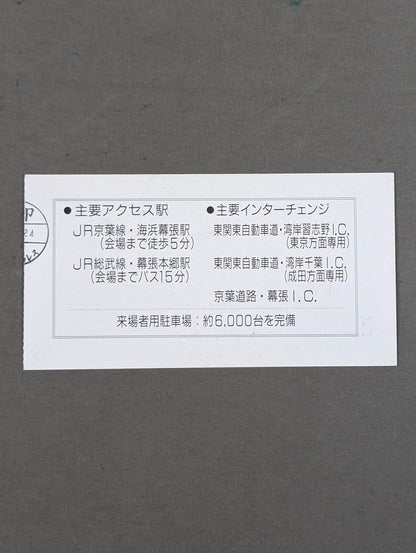 ● 主要アクセス駅
JR京葉線・海浜幕張駅
(会場まで徒歩5分)
JR総武線・幕張本郷駅
(会場までバス15分)
● 主要インターチェンジ
東関東自動車道・湾岸習志野I.C.
(東京方面専用)
東関東自動車道・湾岸千葉I.C.
(成田方面専用)
京葉道路・幕張I.C.
来場者用駐車場：約6,000台を完備